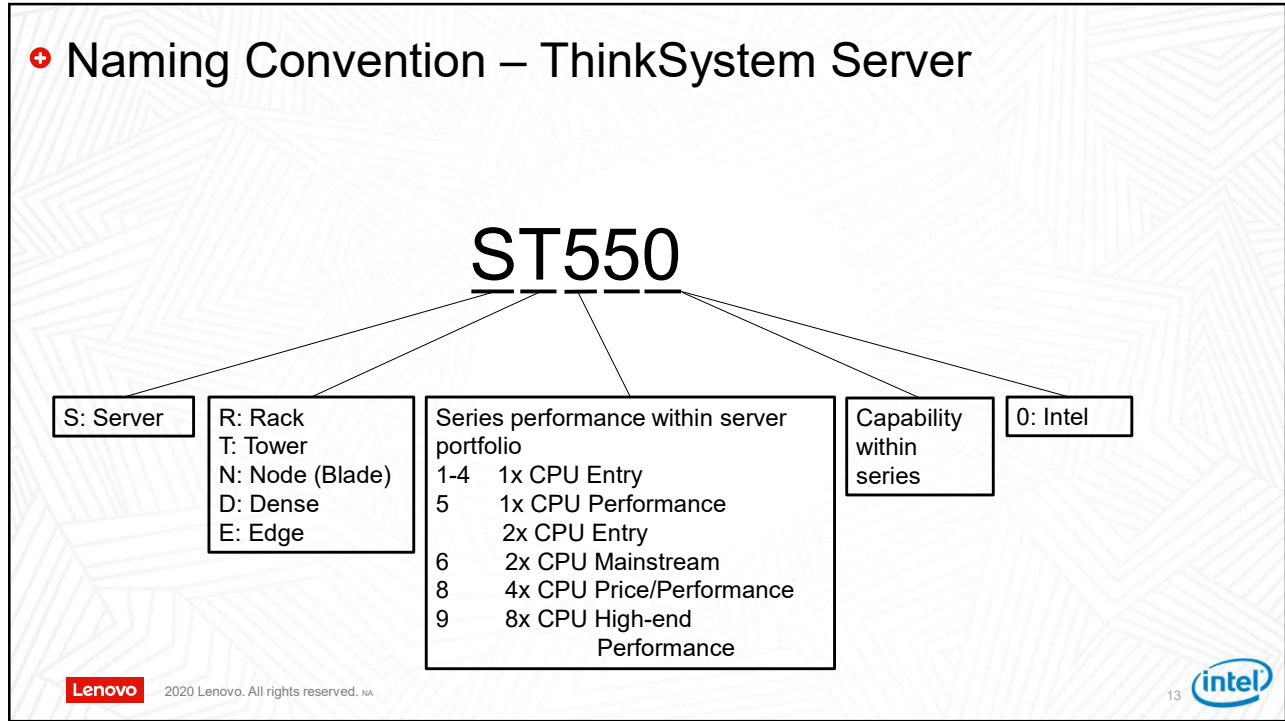 Naming Convention – ThinkSystem Server
ST550
S: Server
R: Rack
T: Tower
N: Node (Blade)
D: Dense
E: Edge
Series performance within server
portfolio
1-4 1x CPU Entry
5 1x CPU Performance
2x CPU Entry
6 2x CPU Mainstream
8 4x CPU Price/Performance
9 8x CPU High-end
Performance
Capability
within
series
0: Intel
Lenovo 2020 Lenovo. All rights reserved. NA
13 intel